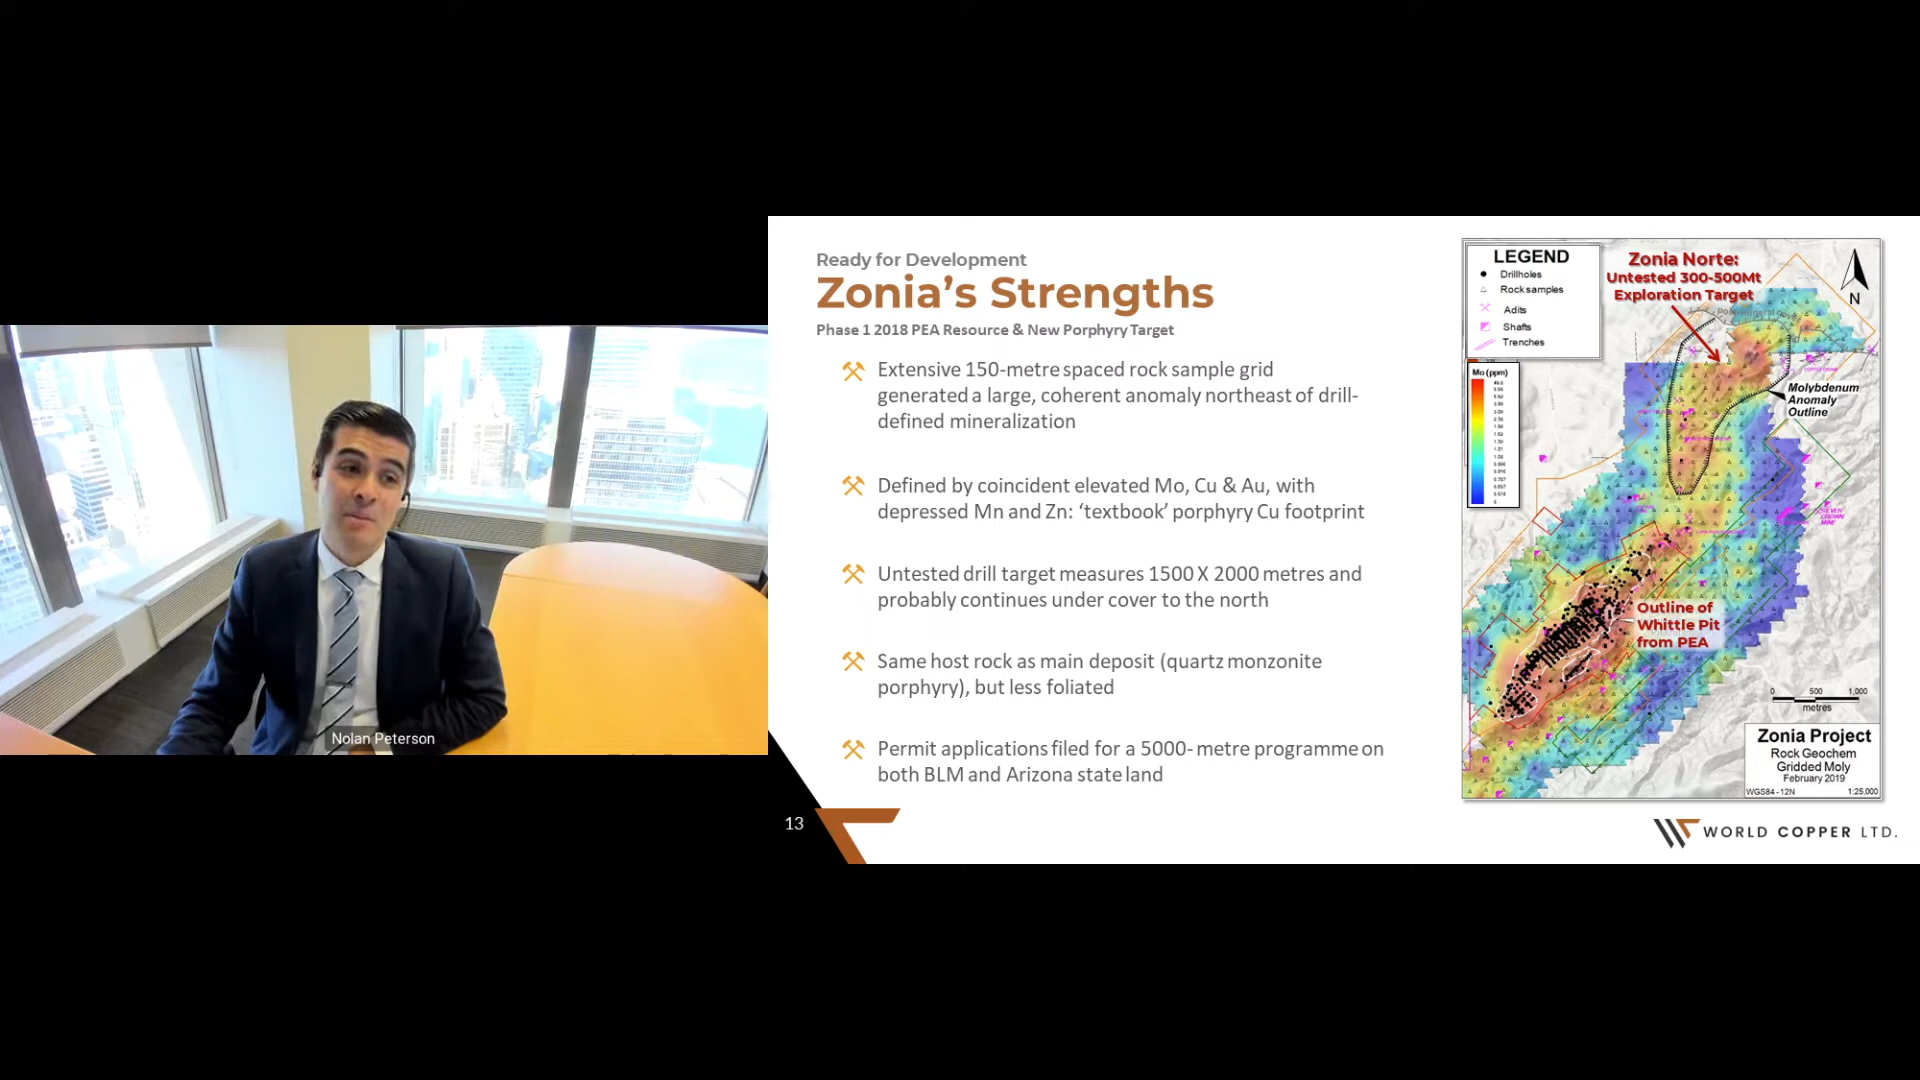 Nolan Peterson
Ready for Development
Zonia’s Strengths
Phase 1 2018 PEA Resource & New Porphyry Target
Extensive 150-metre spaced rock sample grid
generated a large, coherent anomaly northeast of drill-
defined mineralization
Defined by coincident elevated Mo, Cu & Au, with
depressed Mn and Zn: ‘textbook’ porphyry Cu footprint
Untested drill target measures 1500 X 2000 metres and
probably continues under cover to the north
Same host rock as main deposit (quartz monzonite
porphyry), but less foliated
Permit applications filed for a 5000- metre programme on
both BLM and Arizona state land
13
LEGEND
Drillholes
Rock samples
Adits
Shafts
Trenches
Mo (ppm)
Zonia Norte:
Untested 300-500Mt
Exploration Target
N
Molybdenum
Anomaly
Outline
Outline of
Whittle Pit
from PEA
0 500 1,000
metres
Zonia Project
Rock Geochem
Gridded Moly
February 2019
WGS84 - 12N 1:25,000
WORLD COPPER LTD.